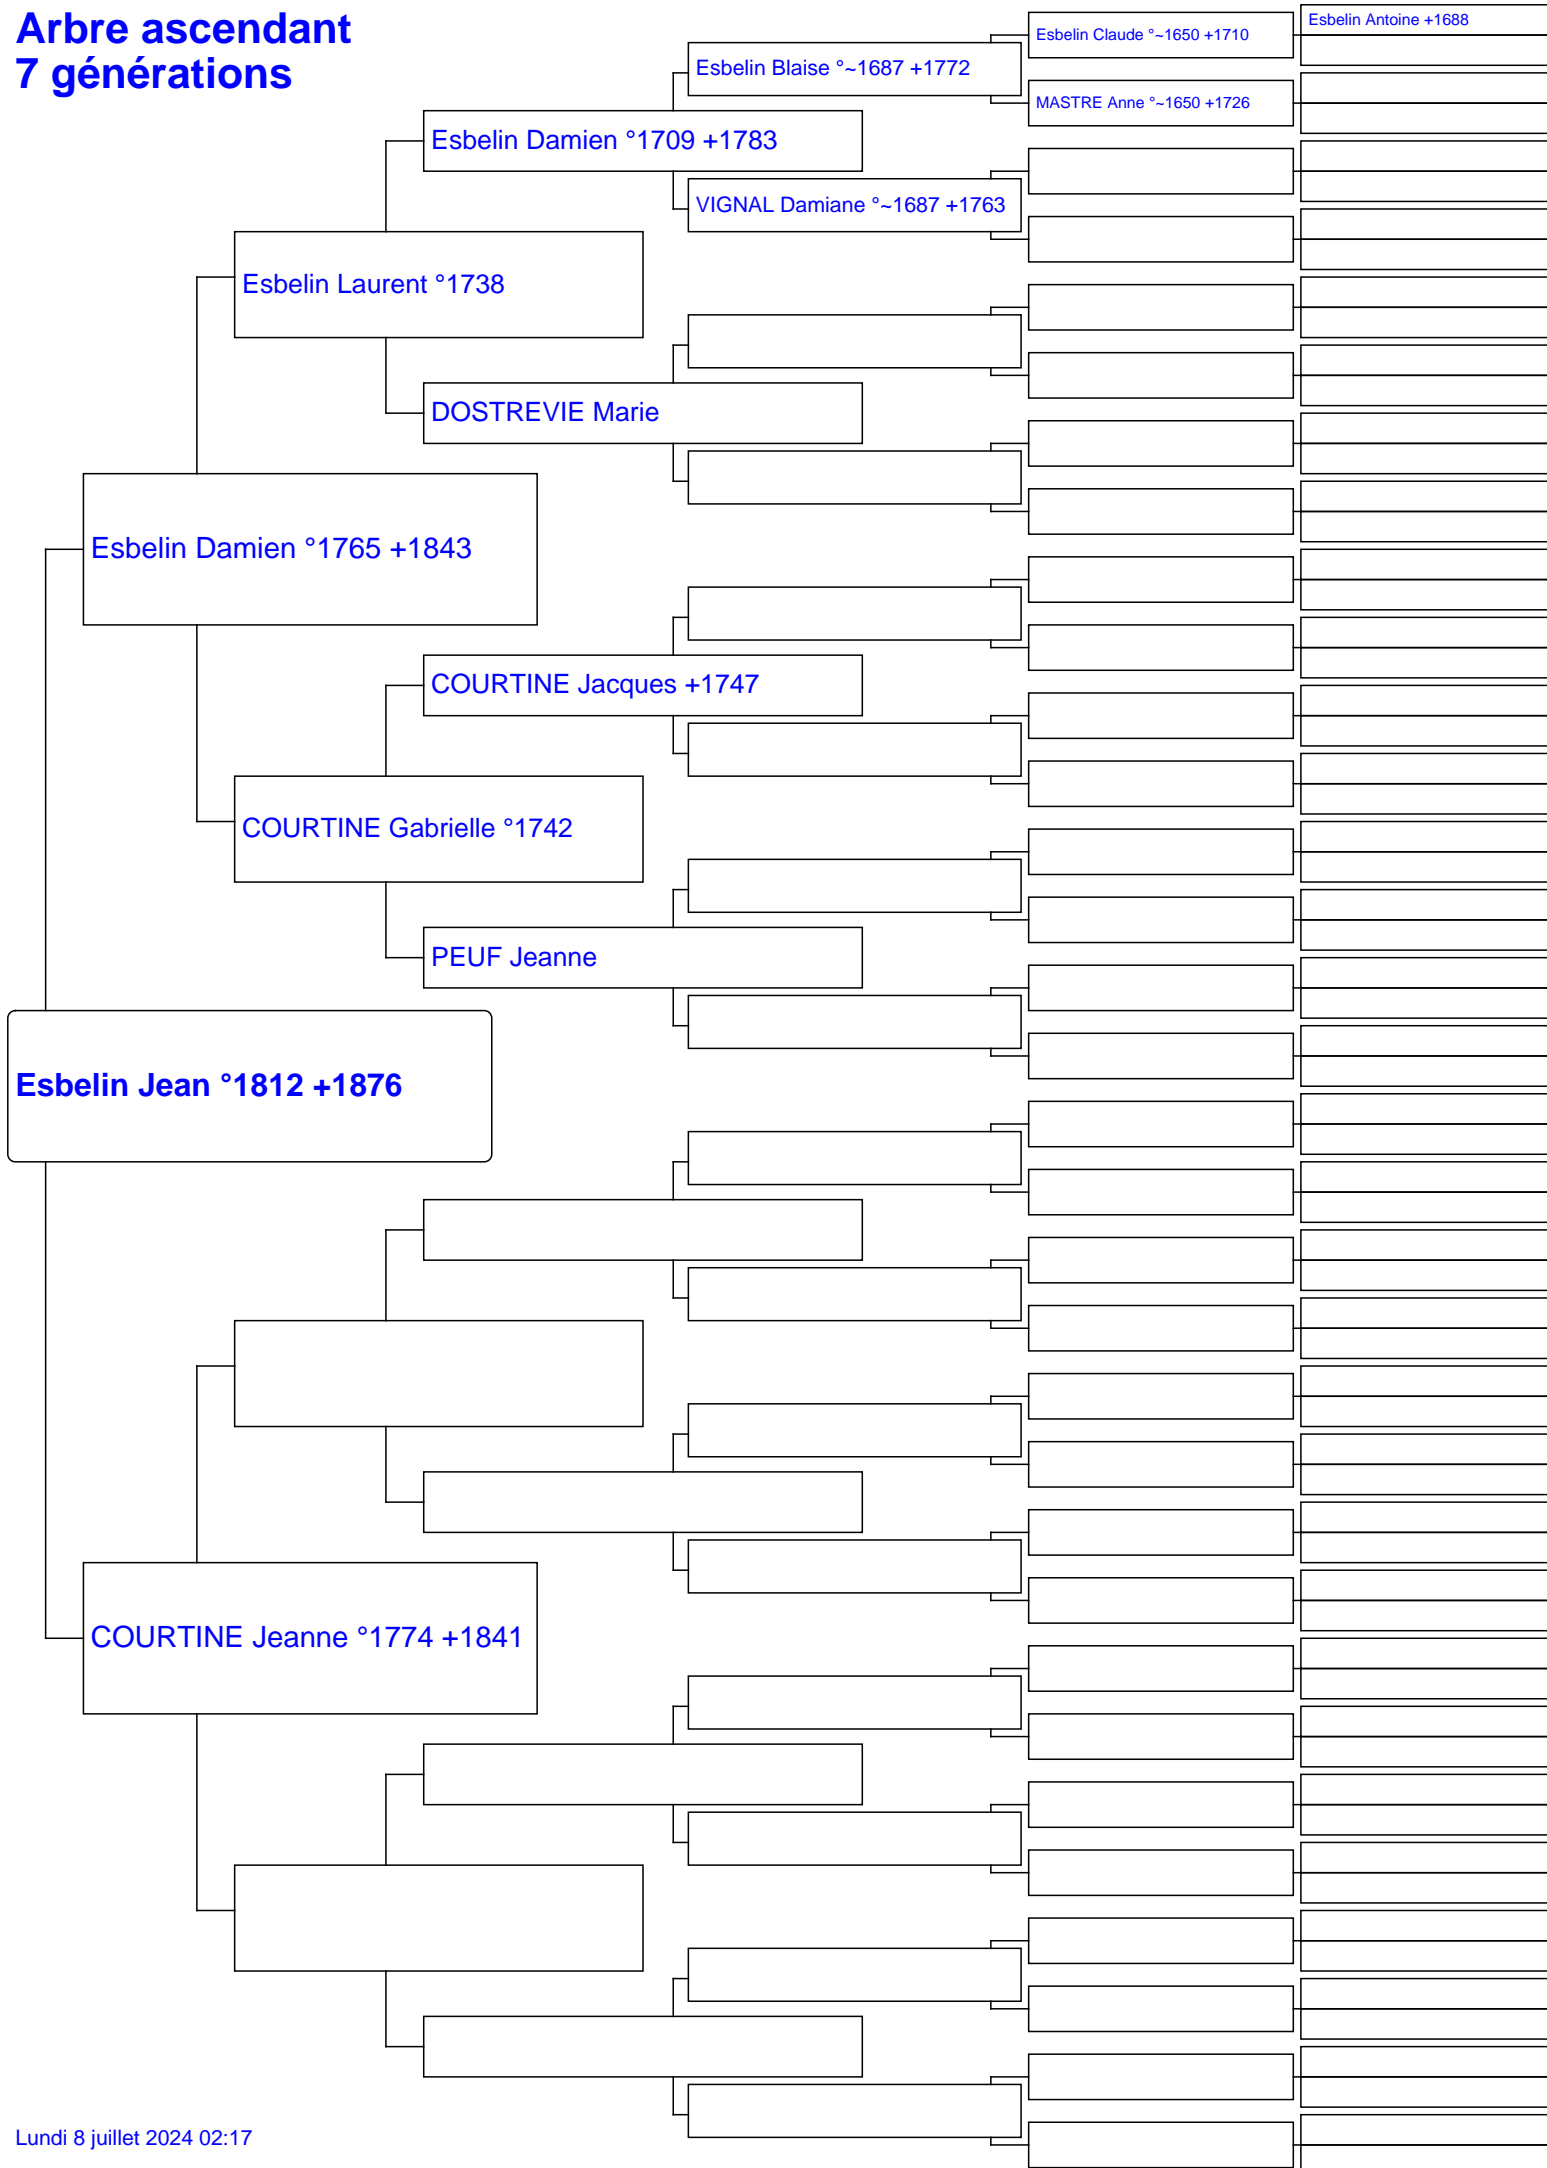 Arbre ascendant
7 générations
Esbelin Antoine +1688
Esbelin Claude °~1650 +1710
Esbelin Blaise °~1687 +1772
MASTRE Anne °~1650 +1726
Esbelin Damien °1709 +1783
VIGNAL Damiane °~1687 +1763
Esbelin Laurent °1738
DOSTREVIE Marie
Esbelin Damien °1765 +1843
COURTINE Jacques +1747
COURTINE Gabrielle °1742
PEUF Jeanne
Esbelin Jean °1812 +1876
COURTINE Jeanne °1774 +1841
Lundi 8 juillet 2024 02:17